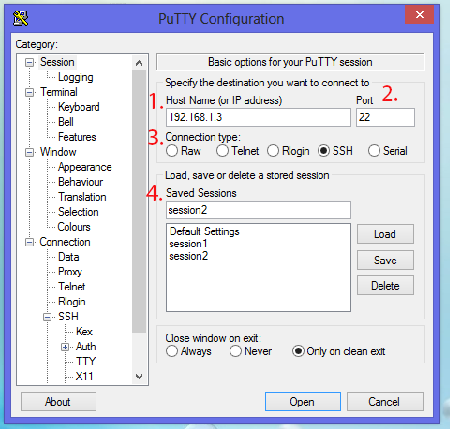 PuTTY Configuration
Category:
Session
Logging
Terminal
Keyboard
Bell
Features
Window
Appearance
Behaviour
Translation
Selection
Colours
Connection
Data
Proxy
Telnet
Rlogin
SSH
Kex
Auth
TTY
X11
Basic options for your PuTTY session
Specify the destination you want to connect to
1. Host Name (or IP address)
2. Port
192.168.1.3
22
3. Connection type:
Raw Telnet Rlogin SSH Serial
Load, save or delete a stored session
4. Saved Sessions
session2
Default Settings
session1
session2
Load
Save
Delete
Close window on exit:
Always Never Only on clean exit
About Open Cancel